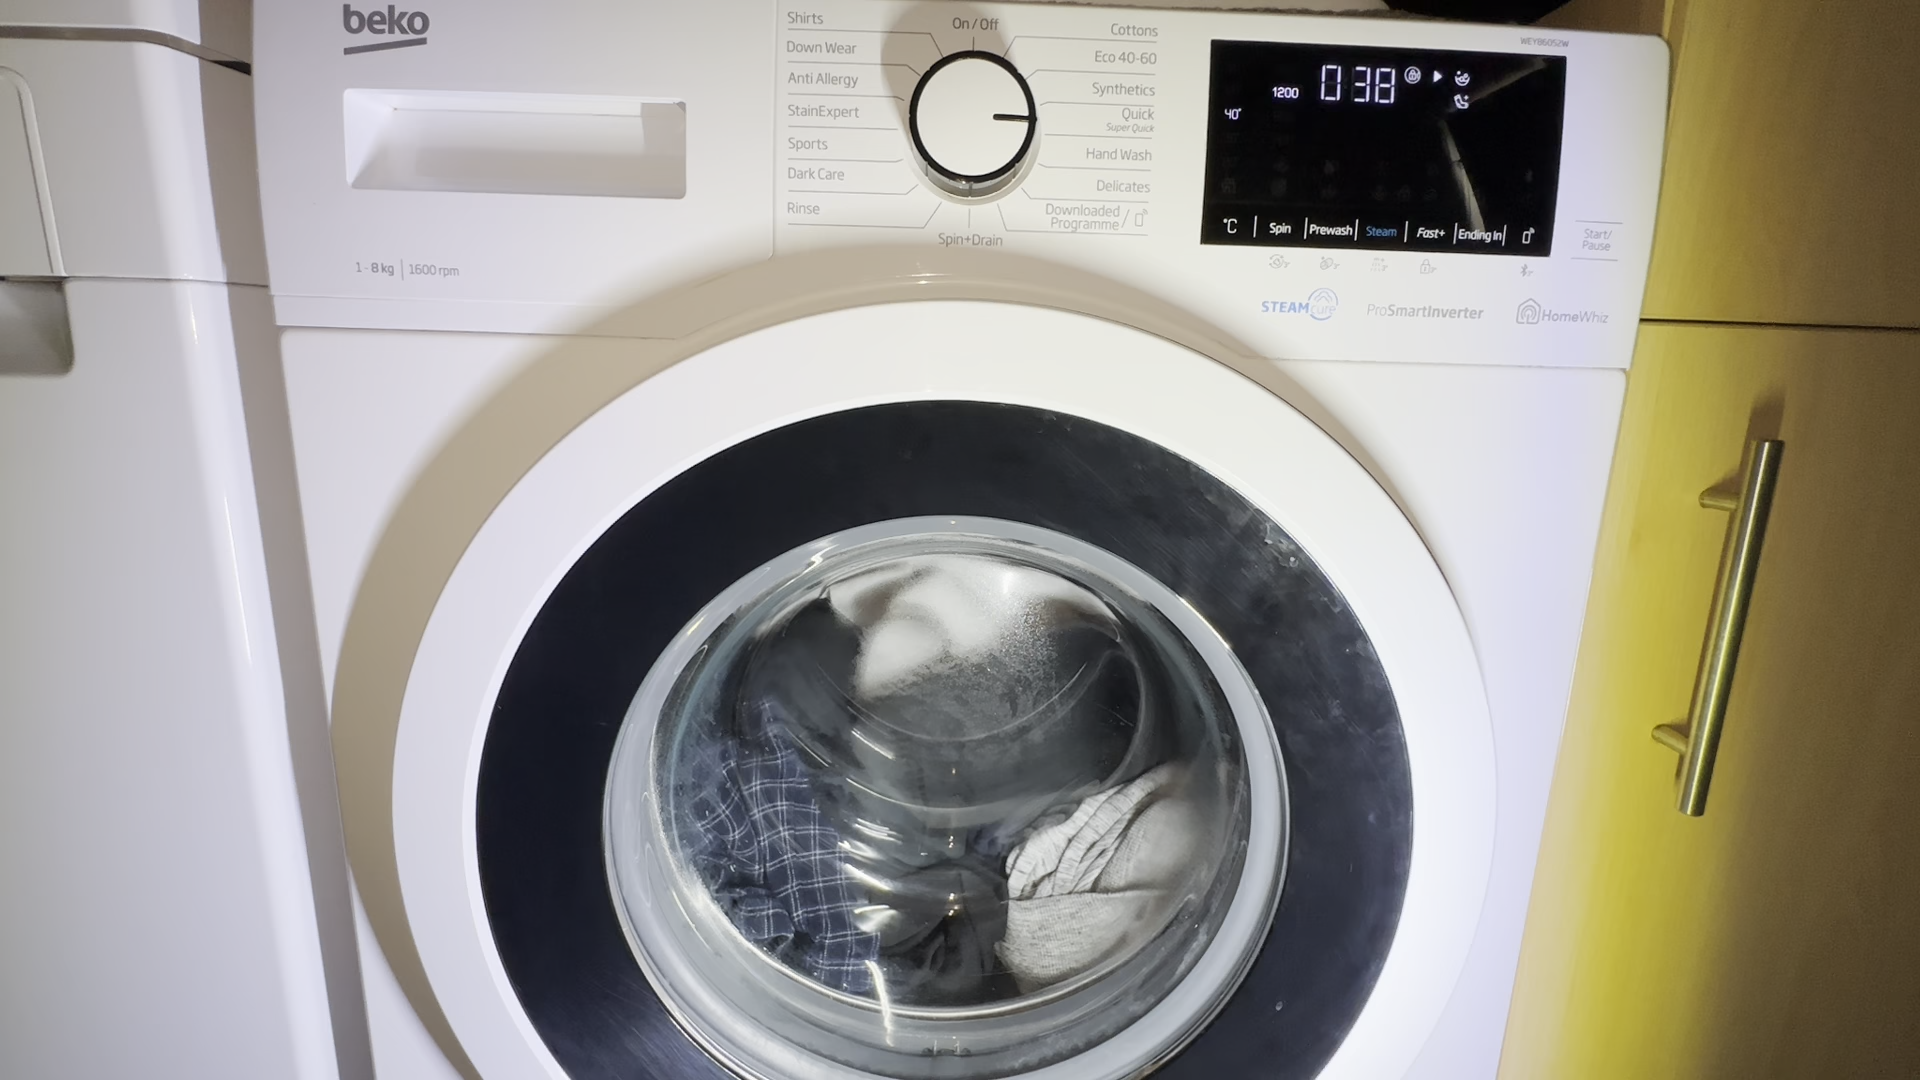 beko
1 - 8 kg | 1600 rpm
On / Off
Shirts
Down Wear
Anti Allergy
StainExpert
Sports
Dark Care
Rinse
Spin+Drain
Cottons
Eco 40-60
Synthetics
Quick
Super Quick
Hand Wash
Delicates
Downloaded
Programme /
WEY86052W
1200 0 38
40°
°C | Spin | Prewash | Steam | Fast+ | Ending In |
Start/
Pause
STEAMcure
ProSmartInverter
HomeWhiz